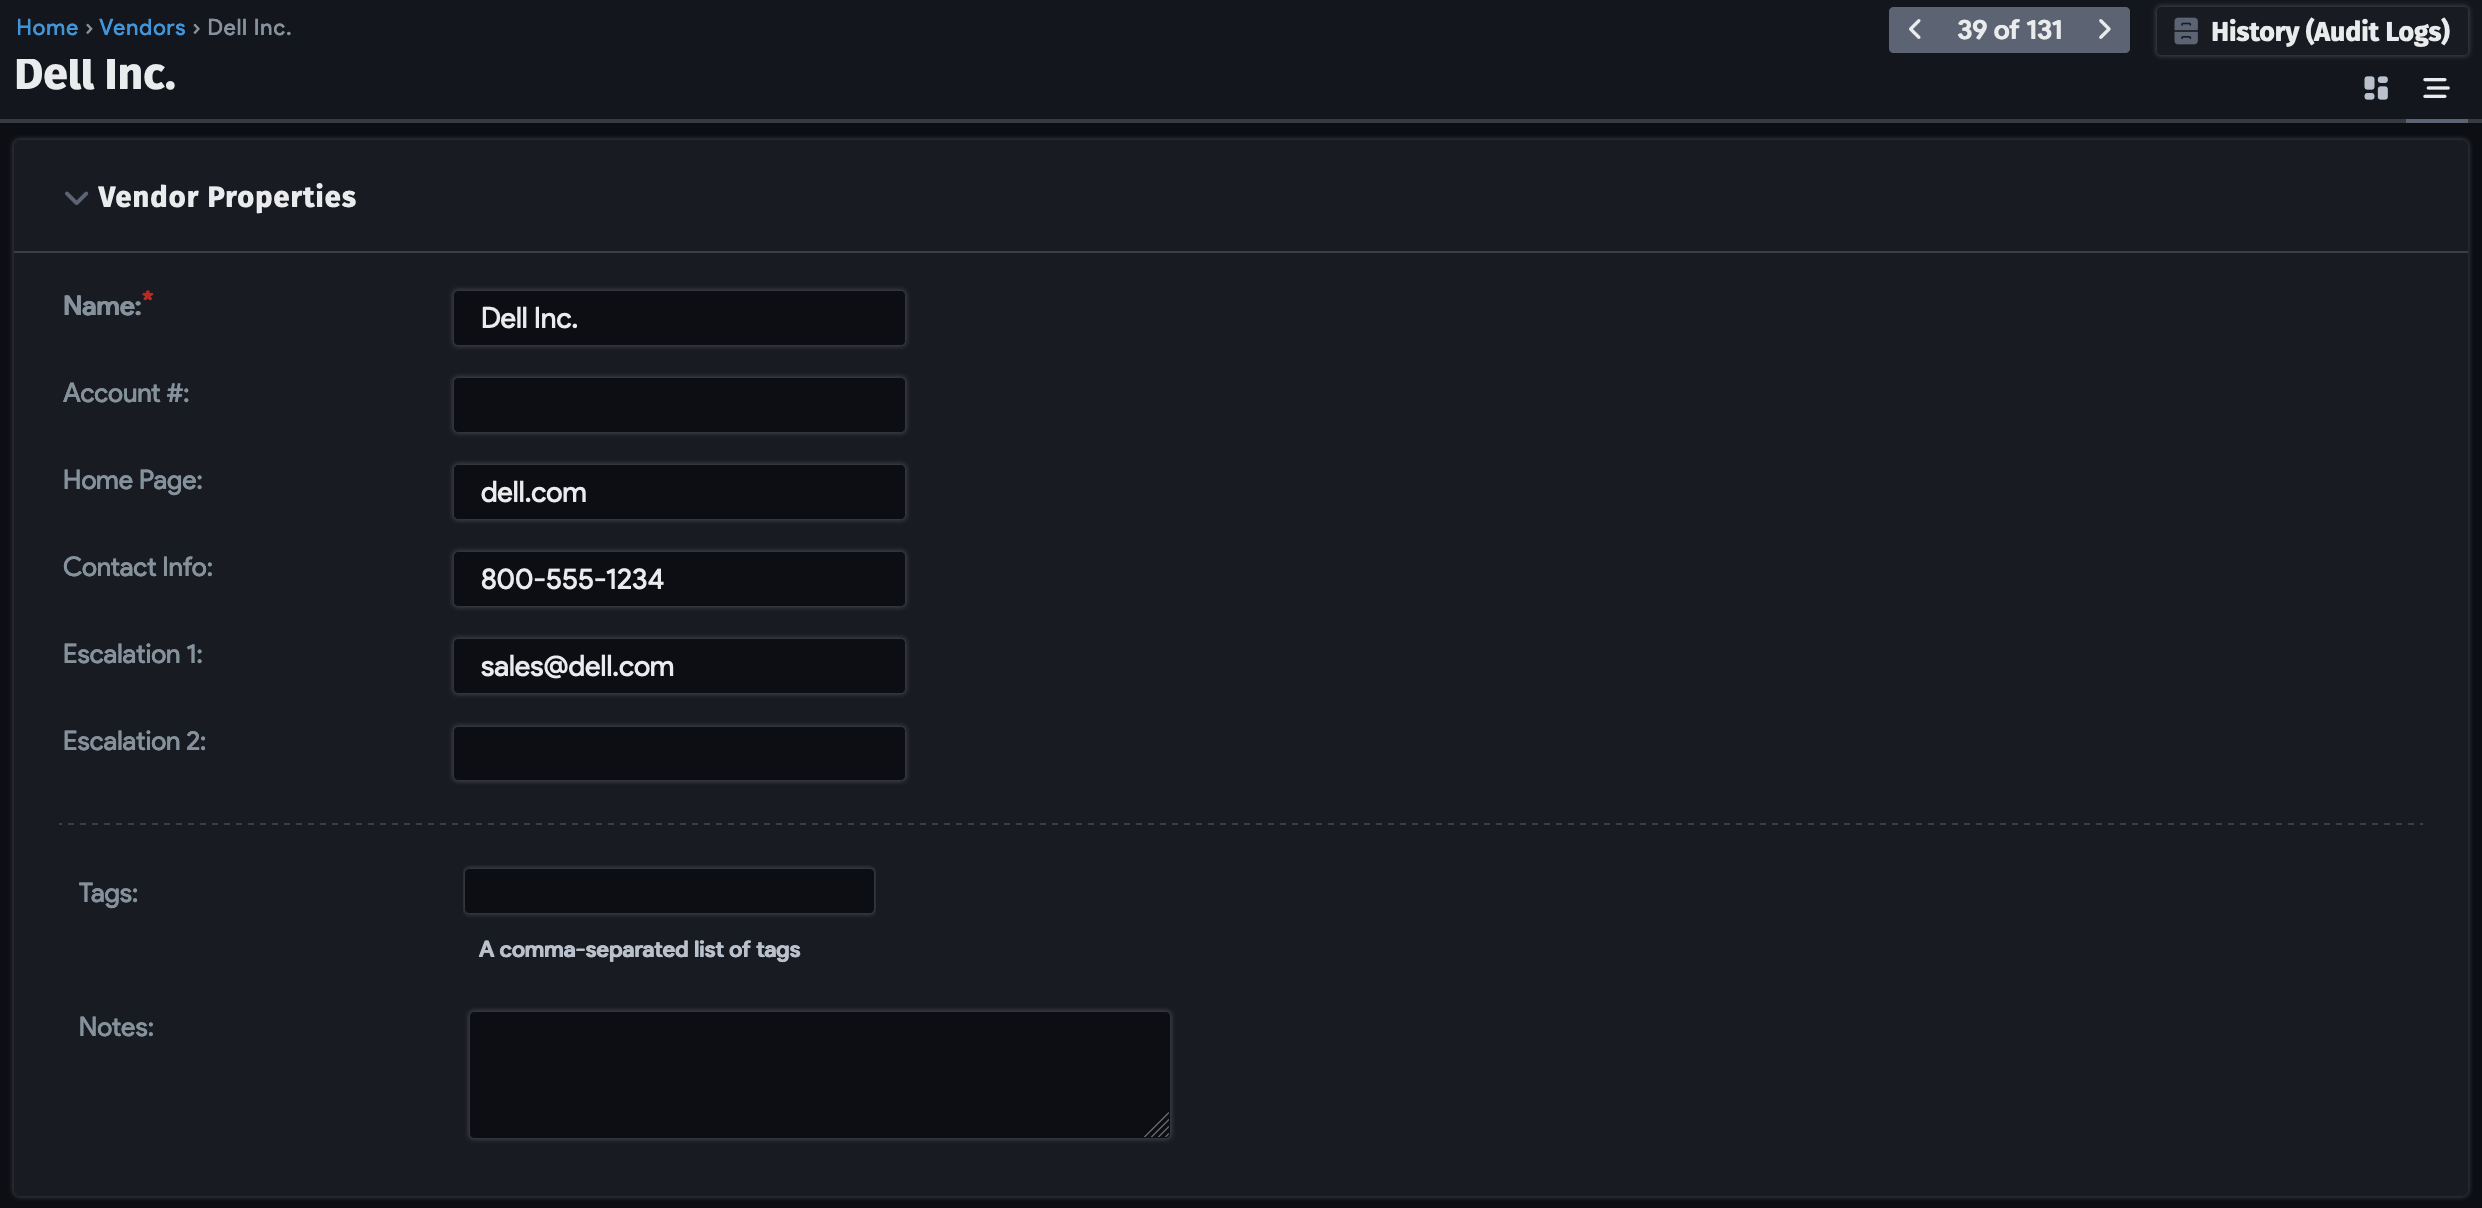 Home › Vendors › Dell Inc.
39 of 131
History (Audit Logs)
Dell Inc.
Vendor Properties
Name:*
Dell Inc.
Account #:
Home Page:
dell.com
Contact Info:
800-555-1234
Escalation 1:
sales@dell.com
Escalation 2:
Tags:
A comma-separated list of tags
Notes: